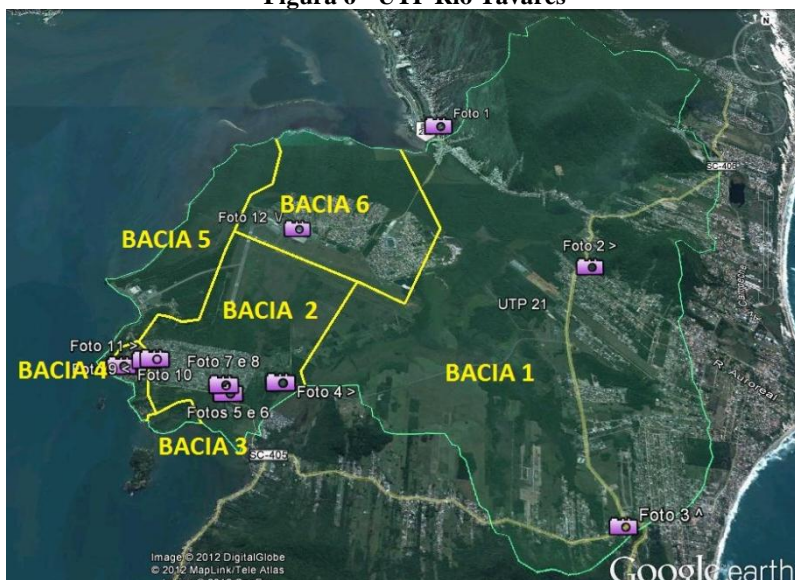 Figura 6 - UTP Rio Tavares
N
Foto 1
SC-406
BACIA 6
Foto 12 V
BACIA 5
Foto 2 >
UTP 21
BACIA 2
Foto 11 >
Foto 7 e 8
BACIA 4
Foto 10
Foto 4 >
BACIA 1
Fotos 5 e 6
BACIA 3
SC-405
Foto 3 ^
Image © 2012 DigitalGlobe
© 2012 MapLink/Tele Atlas
Google earth